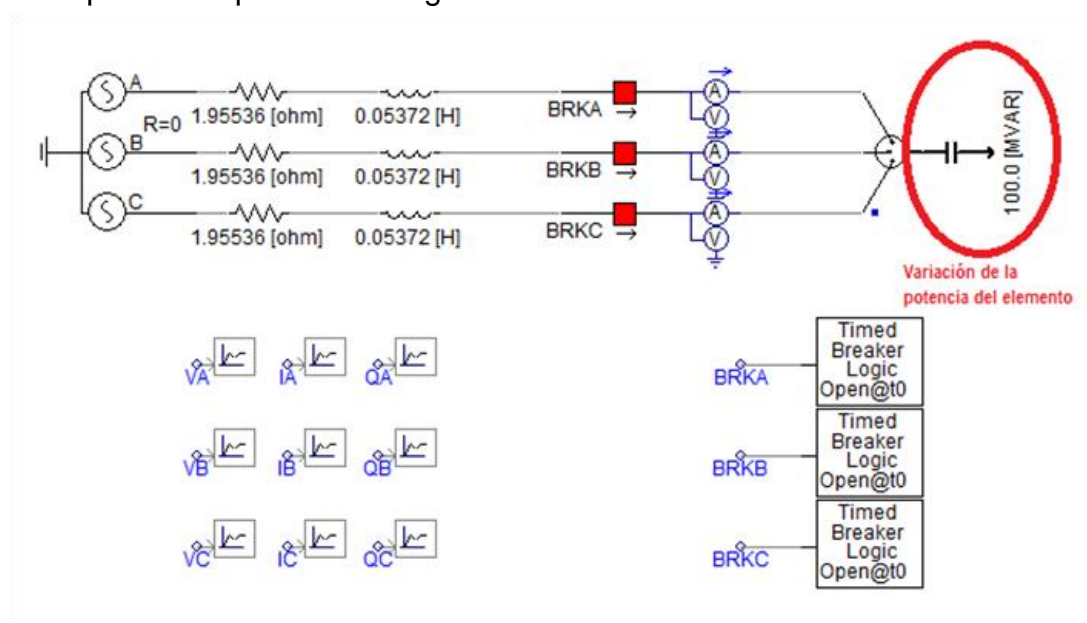 A
R=0
1.95536 [ohm]
0.05372 [H]
BRKA
A
V
B
1.95536 [ohm]
0.05372 [H]
BRKB
A
V
C
1.95536 [ohm]
0.05372 [H]
BRKC
A
V
100.0 [MVAR]
Variación de la
potencia del elemento
VA
IA
QA
BRKA
Timed
Breaker
Logic
Open@t0
VB
IB
QB
BRKB
Timed
Breaker
Logic
Open@t0
VC
IC
QC
BRKC
Timed
Breaker
Logic
Open@t0